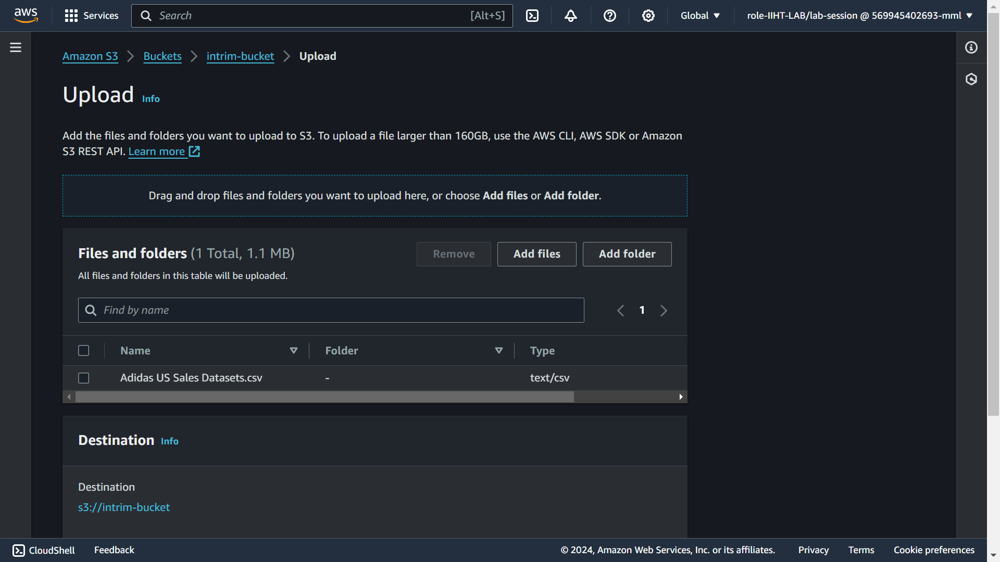 aws
Services
Search
[Alt+S]
Global
role-IIHT-LAB/lab-session @ 569945402693-mml
Amazon S3
Buckets
intrim-bucket
Upload
Upload
Info
Add the files and folders you want to upload to S3. To upload a file larger than 160GB, use the AWS CLI, AWS SDK or Amazon
S3 REST API. Learn more
Drag and drop files and folders you want to upload here, or choose Add files or Add folder.
Files and folders (1 Total, 1.1 MB)
Remove
Add files
Add folder
All files and folders in this table will be uploaded.
Find by name
1
Name
Folder
Type
Adidas US Sales Datasets.csv
-
text/csv
Destination
Info
Destination
s3://intrim-bucket
CloudShell
Feedback
© 2024, Amazon Web Services, Inc. or its affiliates.
Privacy
Terms
Cookie preferences